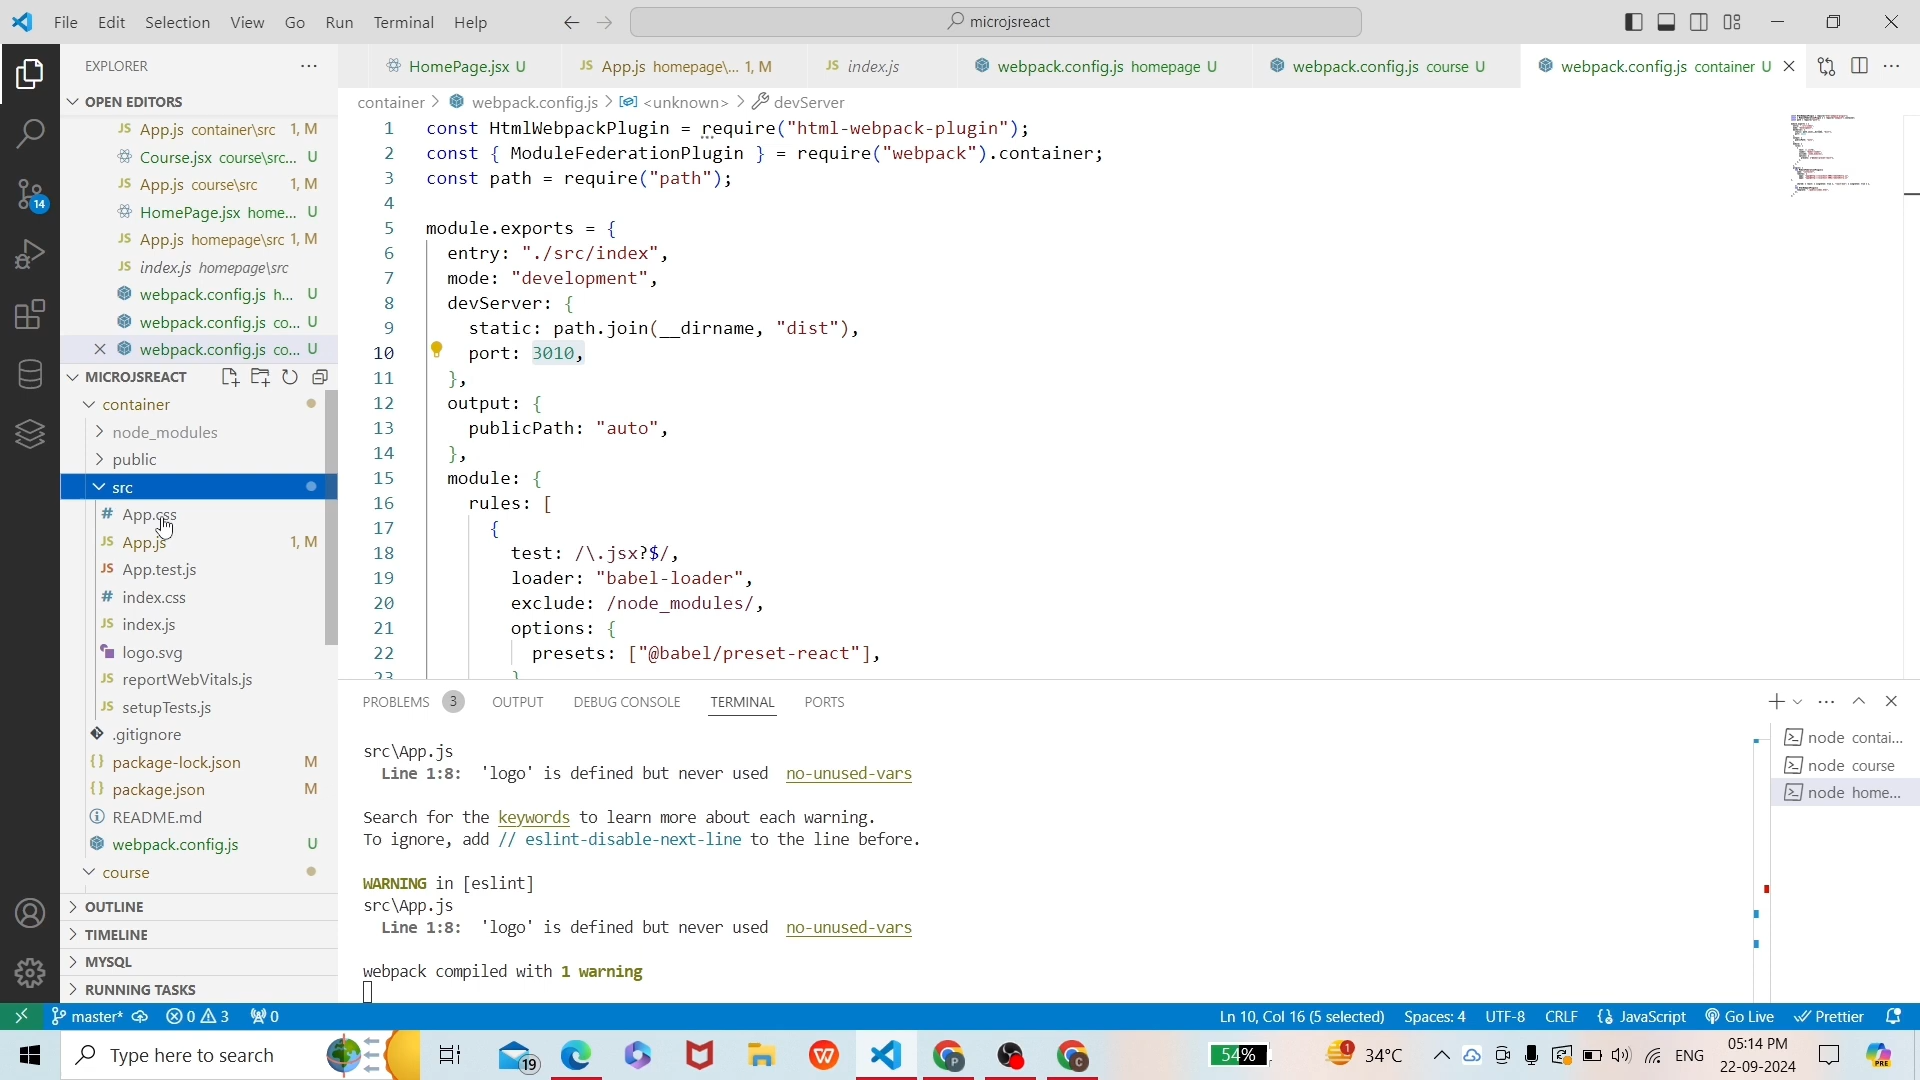 File Edit Selection View Go Run Terminal Help
microjsreact
EXPLORER
HomePage.jsx U
App.js homepage\... 1, M
index.js
webpack.config.js homepage U
webpack.config.js course U
webpack.config.js container U
OPEN EDITORS
App.js container\src 1, M
Course.jsx course\src... U
App.js course\src 1, M
HomePage.jsx home... U
App.js homepage\src 1, M
index.js homepage\src
webpack.config.js h... U
webpack.config.js co... U
webpack.config.js co... U
14
MICROJSREACT
container
node_modules
public
src
App.css
App.js 1, M
App.test.js
index.css
index.js
logo.svg
reportWebVitals.js
setupTests.js
.gitignore
package-lock.json M
package.json M
README.md
webpack.config.js U
course
OUTLINE
TIMELINE
MYSQL
RUNNING TASKS
container > webpack.config.js > <unknown> > devServer
1 const HtmlWebpackPlugin = require("html-webpack-plugin");
2 const { ModuleFederationPlugin } = require("webpack").container;
3 const path = require("path");
4
5 module.exports = {
6 entry: "./src/index",
7 mode: "development",
8 devServer: {
9 static: path.join(__dirname, "dist"),
10 port: 3010,
11 },
12 output: {
13 publicPath: "auto",
14 },
15 module: {
16 rules: [
17 {
18 test: /\.jsx?$/,
19 loader: "babel-loader",
20 exclude: /node_modules/,
21 options: {
22 presets: ["@babel/preset-react"],
23 }
PROBLEMS 3 OUTPUT DEBUG CONSOLE TERMINAL PORTS
src\App.js
Line 1:8: 'logo' is defined but never used no-unused-vars
Search for the keywords to learn more about each warning.
To ignore, add // eslint-disable-next-line to the line before.
WARNING in [eslint]
src\App.js
Line 1:8: 'logo' is defined but never used no-unused-vars
webpack compiled with 1 warning
node contai...
node course
node home...
master* 0 3 0
Ln 10, Col 16 (5 selected) Spaces: 4 UTF-8 CRLF {} JavaScript Go Live Prettier
Type here to search
19
54%
1
34°C
ENG
05:14 PM
22-09-2024
PRE